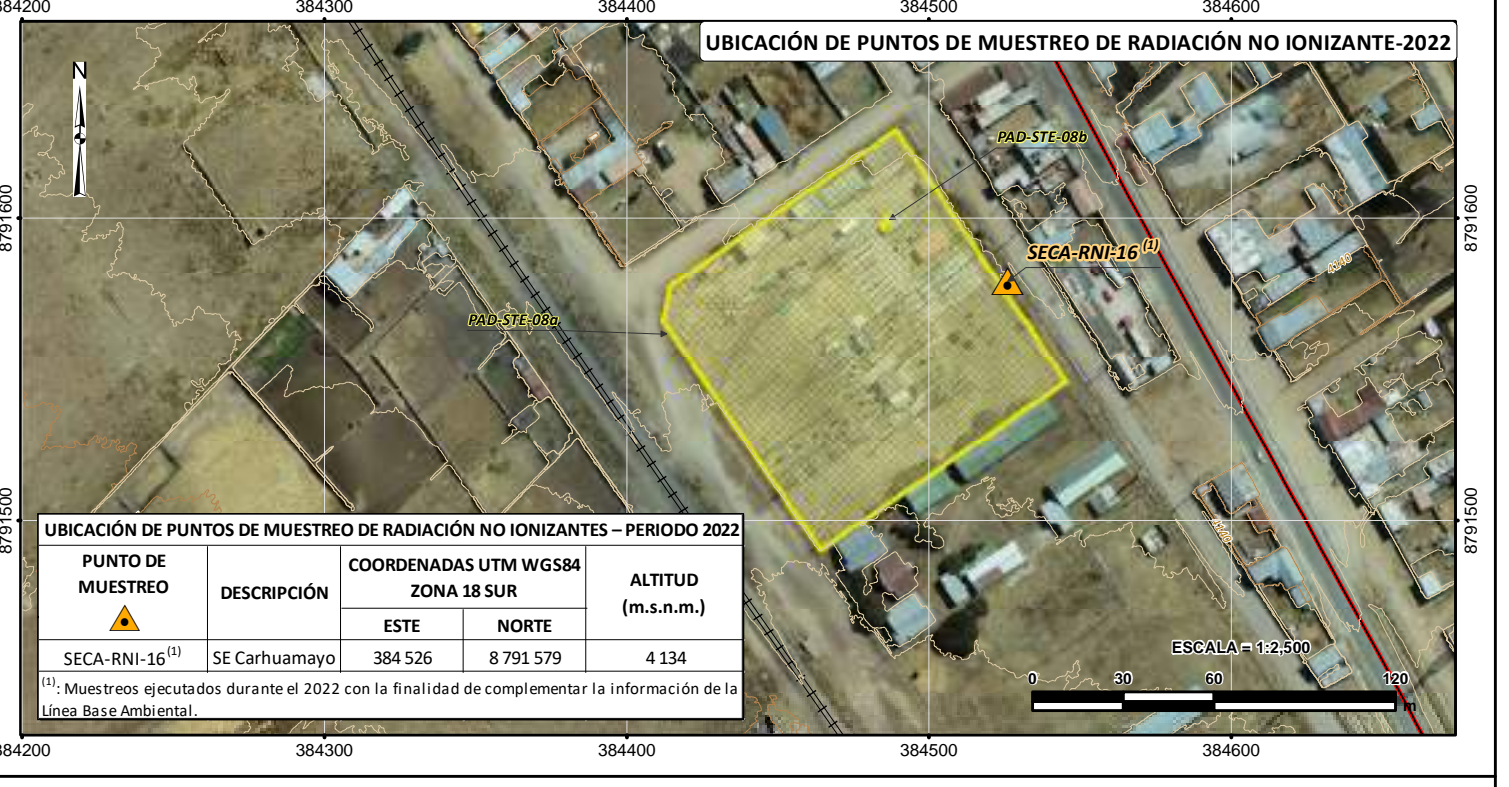 384200
384300
384400
384500
384600
UBICACIÓN DE PUNTOS DE MUESTREO DE RADIACIÓN NO IONIZANTE-2022
N
PAD-STE-08b
8791600
8791600
SECA-RNI-16 (1)
4140
PAD-STE-08a
8791500
8791500
4140
UBICACIÓN DE PUNTOS DE MUESTREO DE RADIACIÓN NO IONIZANTES – PERIODO 2022
PUNTO DE MUESTREO
DESCRIPCIÓN
COORDENADAS UTM WGS84
ZONA 18 SUR
ALTITUD
(m.s.n.m.)
ESTE
NORTE
SECA-RNI-16(1) SE Carhuamayo 384 526 8 791 579 4 134
(1): Muestreos ejecutados durante el 2022 con la finalidad de complementar la información de la
Línea Base Ambiental.
ESCALA = 1:2,500
0 30 60 120
m
384200
384300
384400
384500
384600